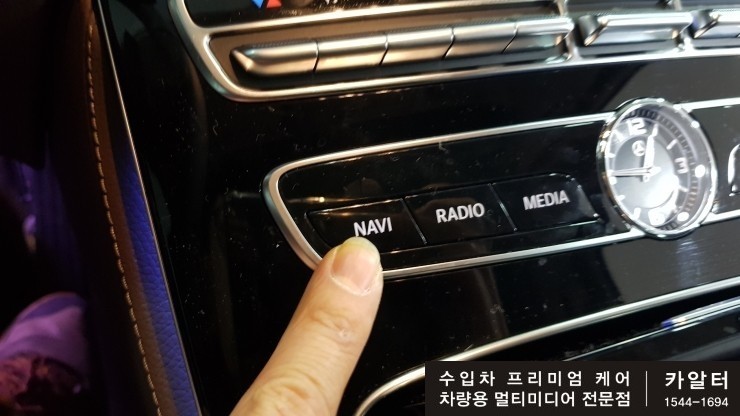 NAVI RADIO MEDIA
수입차 프리미엄 케어
차량용 멀티미디어 전문점
카알터
1544-1694